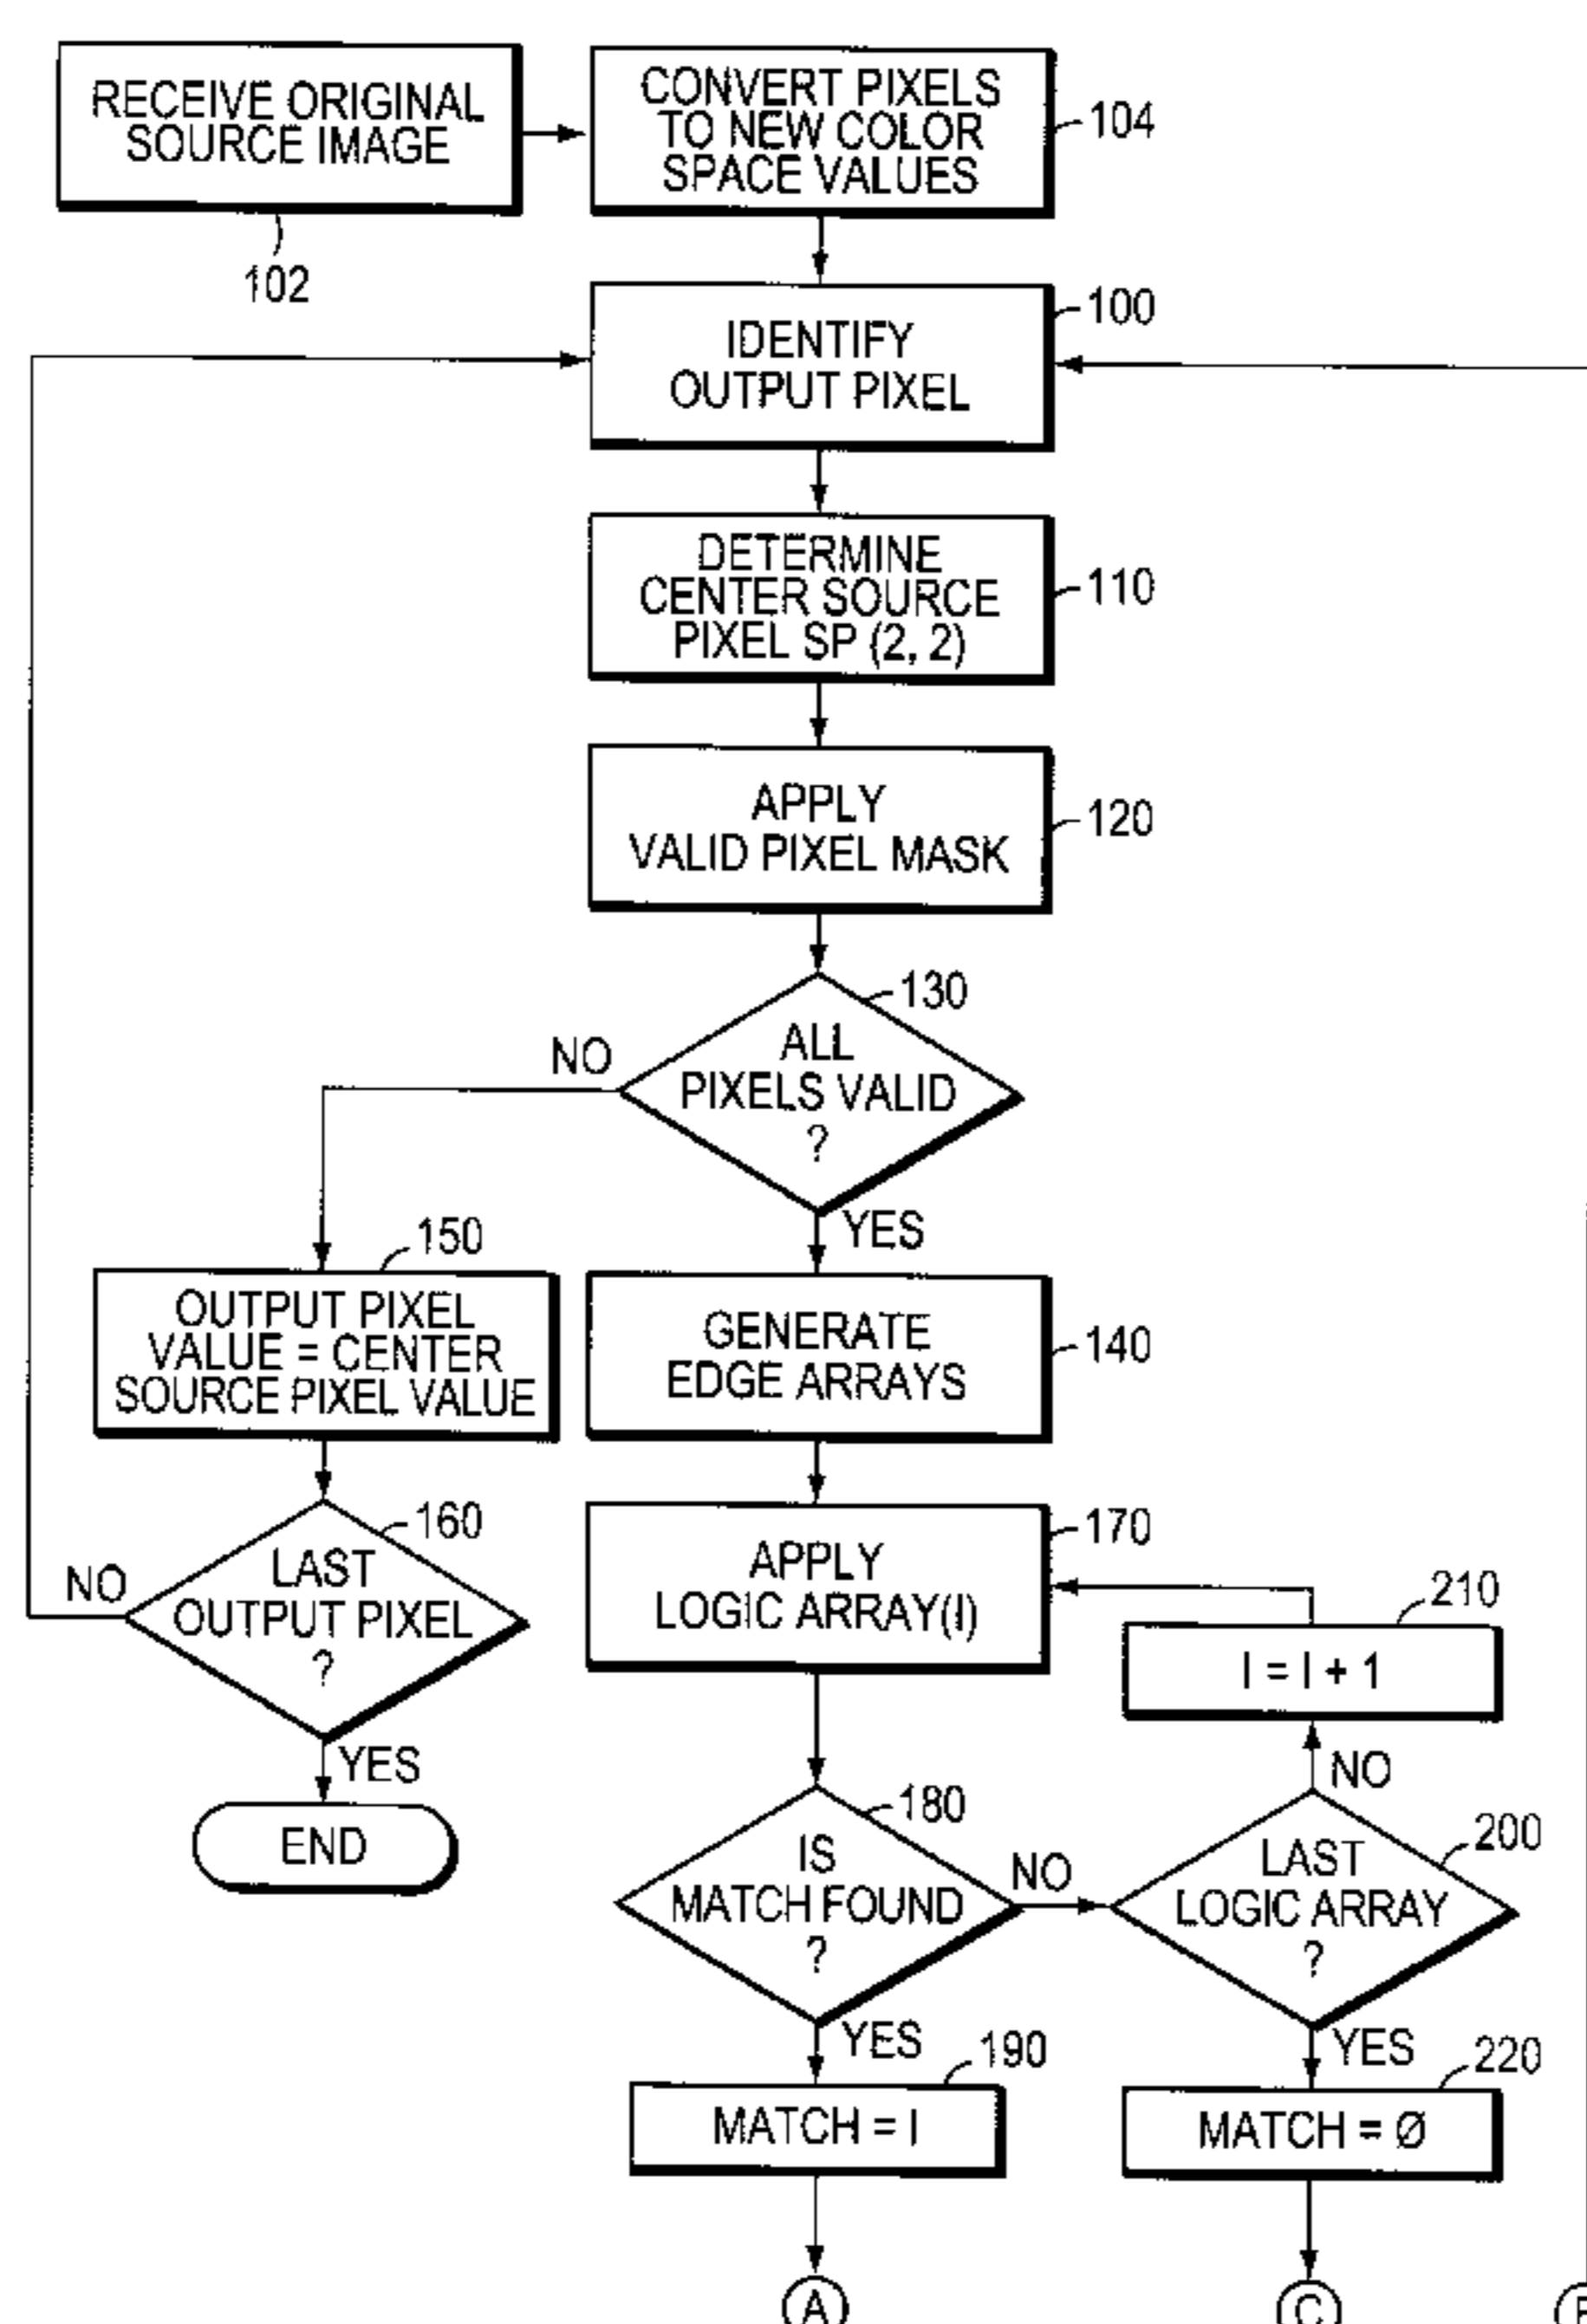 RECEIVE ORIGINAL
SOURCE IMAGE
102
CONVERT PIXELS
TO NEW COLOR
SPACE VALUES
104
IDENTIFY
OUTPUT PIXEL
100
DETERMINE
CENTER SOURCE
PIXEL SP (2, 2)
110
APPLY
VALID PIXEL MASK
120
130
ALL
PIXELS VALID
?
NO
YES
150
OUTPUT PIXEL
VALUE = CENTER
SOURCE PIXEL VALUE
GENERATE
EDGE ARRAYS
140
160
LAST
OUTPUT PIXEL
?
NO
YES
END
APPLY
LOGIC ARRAY(I)
170
210
I = I + 1
NO
180
IS
MATCH FOUND
?
NO
YES
200
LAST
LOGIC ARRAY
?
YES
190
MATCH = I
220
MATCH = Ø
A
C